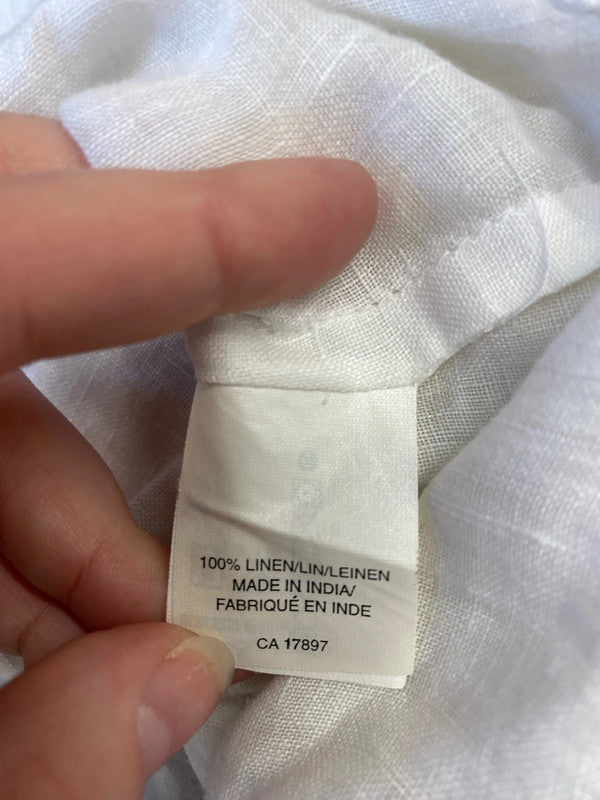 100% LINEN/LIN/LEINEN
MADE IN INDIA/
FABRIQUÉ EN INDE
CA 17897